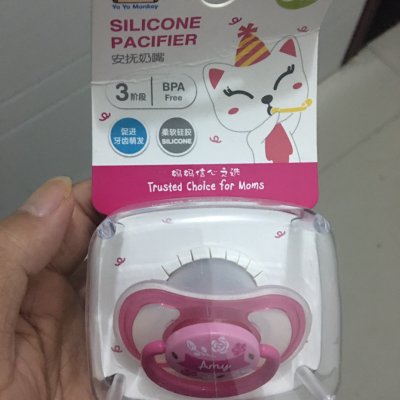 Yo Yo Monkey
SILICONE
PACIFIER
安抚奶嘴
3阶段
BPA
Free
促进
牙齿萌发
柔软硅胶
SILICONE
妈妈信心之选
Trusted Choice for Moms
Amy